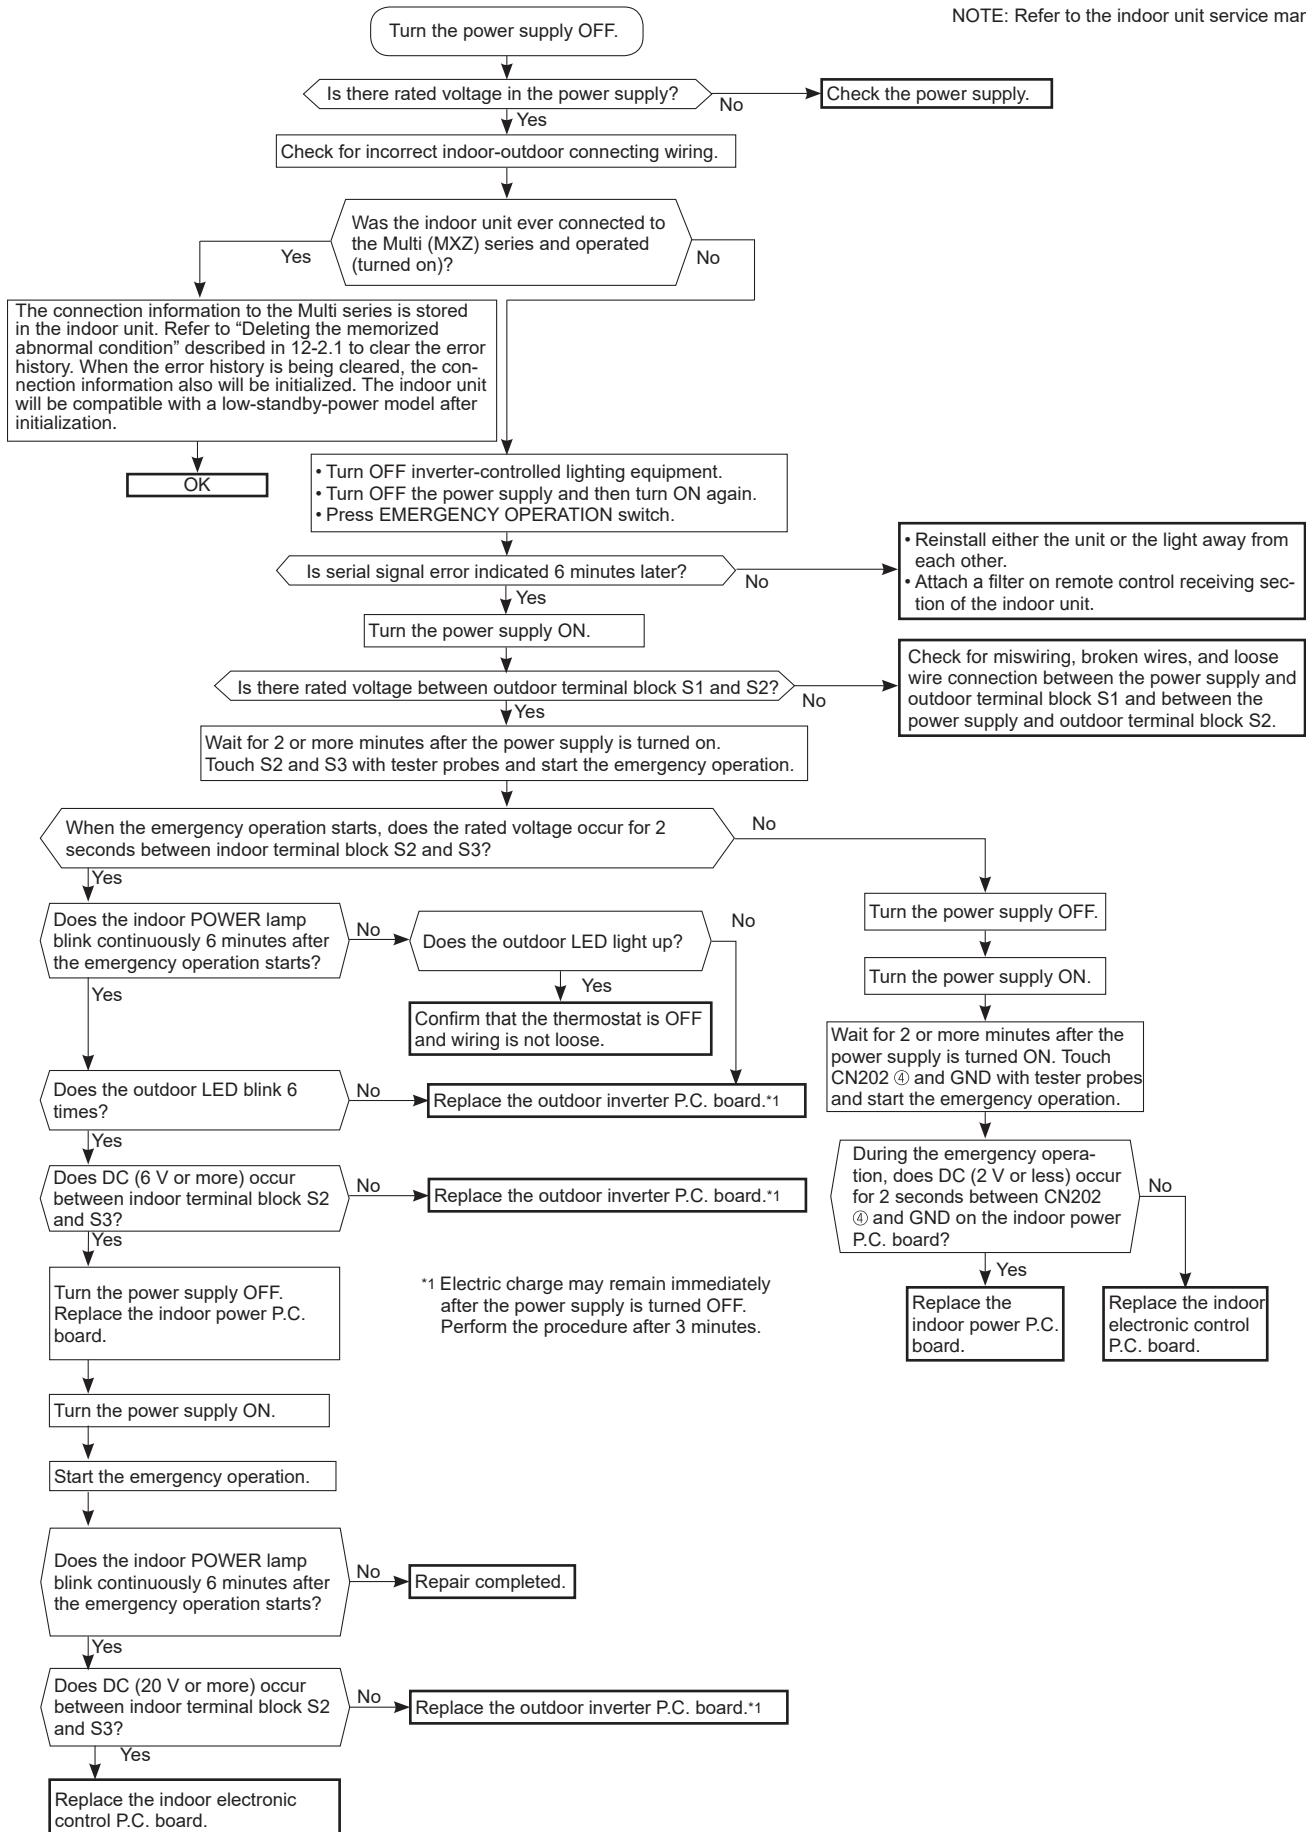 NOTE: Refer to the indoor unit service mar
Turn the power supply OFF.
Is there rated voltage in the power supply?
No
Check the power supply.
Yes
Check for incorrect indoor-outdoor connecting wiring.
Was the indoor unit ever connected to
the Multi (MXZ) series and operated
(turned on)?
Yes
No
The connection information to the Multi series is stored
in the indoor unit. Refer to “Deleting the memorized
abnormal condition” described in 12-2.1 to clear the error
history. When the error history is being cleared, the con-
nection information also will be initialized. The indoor unit
will be compatible with a low-standby-power model after
initialization.
OK
• Turn OFF inverter-controlled lighting equipment.
• Turn OFF the power supply and then turn ON again.
• Press EMERGENCY OPERATION switch.
Is serial signal error indicated 6 minutes later?
No
• Reinstall either the unit or the light away from
each other.
• Attach a filter on remote control receiving sec-
tion of the indoor unit.
Yes
Turn the power supply ON.
Is there rated voltage between outdoor terminal block S1 and S2?
No
Check for miswiring, broken wires, and loose
wire connection between the power supply and
outdoor terminal block S1 and between the
power supply and outdoor terminal block S2.
Yes
Wait for 2 or more minutes after the power supply is turned on.
Touch S2 and S3 with tester probes and start the emergency operation.
When the emergency operation starts, does the rated voltage occur for 2
seconds between indoor terminal block S2 and S3?
No
Yes
Does the indoor POWER lamp
blink continuously 6 minutes after
the emergency operation starts?
No
Does the outdoor LED light up?
No
Yes
Confirm that the thermostat is OFF
and wiring is not loose.
Yes
Does the outdoor LED blink 6
times?
No
Replace the outdoor inverter P.C. board.*1
Yes
Does DC (6 V or more) occur
between indoor terminal block S2
and S3?
No
Replace the outdoor inverter P.C. board.*1
Yes
Turn the power supply OFF.
Replace the indoor power P.C.
board.
*1 Electric charge may remain immediately
after the power supply is turned OFF.
Perform the procedure after 3 minutes.
Turn the power supply OFF.
Turn the power supply ON.
Wait for 2 or more minutes after the
power supply is turned ON. Touch
CN202 ④ and GND with tester probes
and start the emergency operation.
During the emergency opera-
tion, does DC (2 V or less) occur
for 2 seconds between CN202
④ and GND on the indoor power
P.C. board?
No
Yes
Replace the
indoor power P.C.
board.
Replace the indoor
electronic control
P.C. board.
Turn the power supply ON.
Start the emergency operation.
Does the indoor POWER lamp
blink continuously 6 minutes after
the emergency operation starts?
No
Repair completed.
Yes
Does DC (20 V or more) occur
between indoor terminal block S2
and S3?
No
Replace the outdoor inverter P.C. board.*1
Yes
Replace the indoor electronic
control P.C. board.